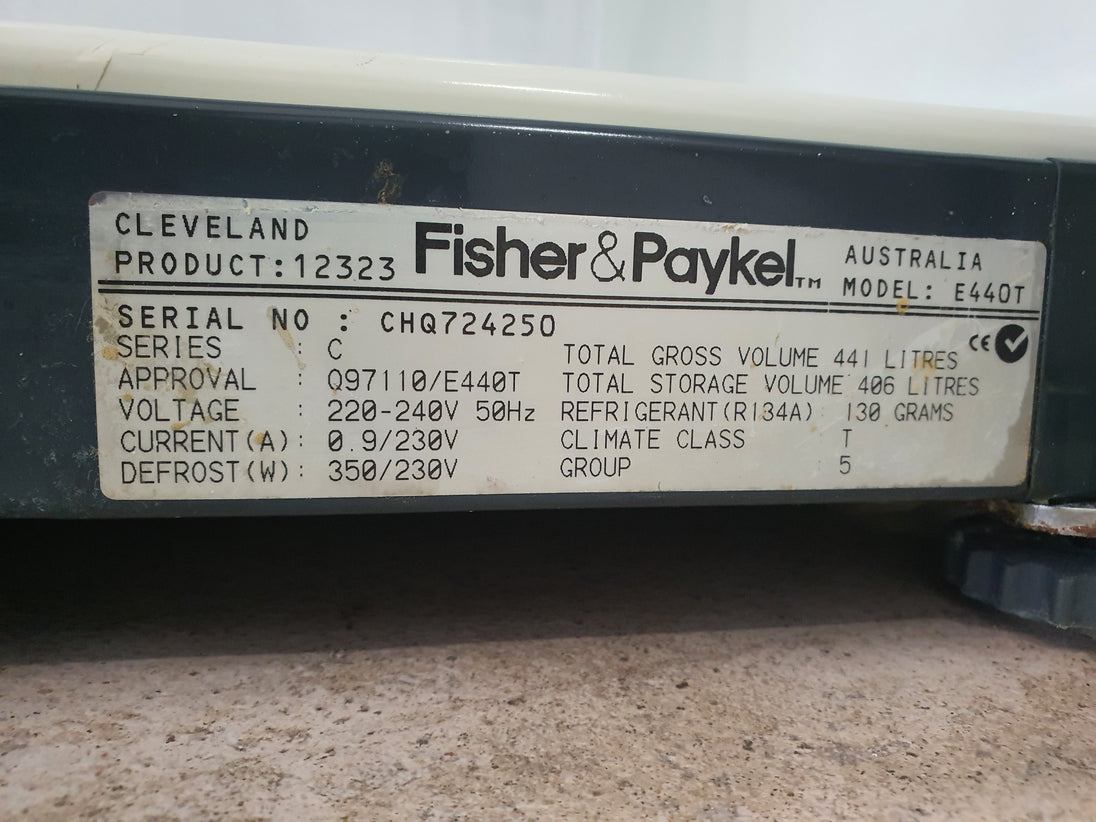 CLEVELAND
PRODUCT:12323
Fisher&Paykel™
AUSTRALIA
MODEL: E440T
SERIAL NO : CHQ724250
SERIES : C
APPROVAL : Q97110/E440T
VOLTAGE : 220-240V 50Hz
CURRENT(A): 0.9/230V
DEFROST(W): 350/230V
TOTAL GROSS VOLUME 441 LITRES
TOTAL STORAGE VOLUME 406 LITRES
REFRIGERANT(R134A): 130 GRAMS
CLIMATE CLASS : T
GROUP : 5
CE